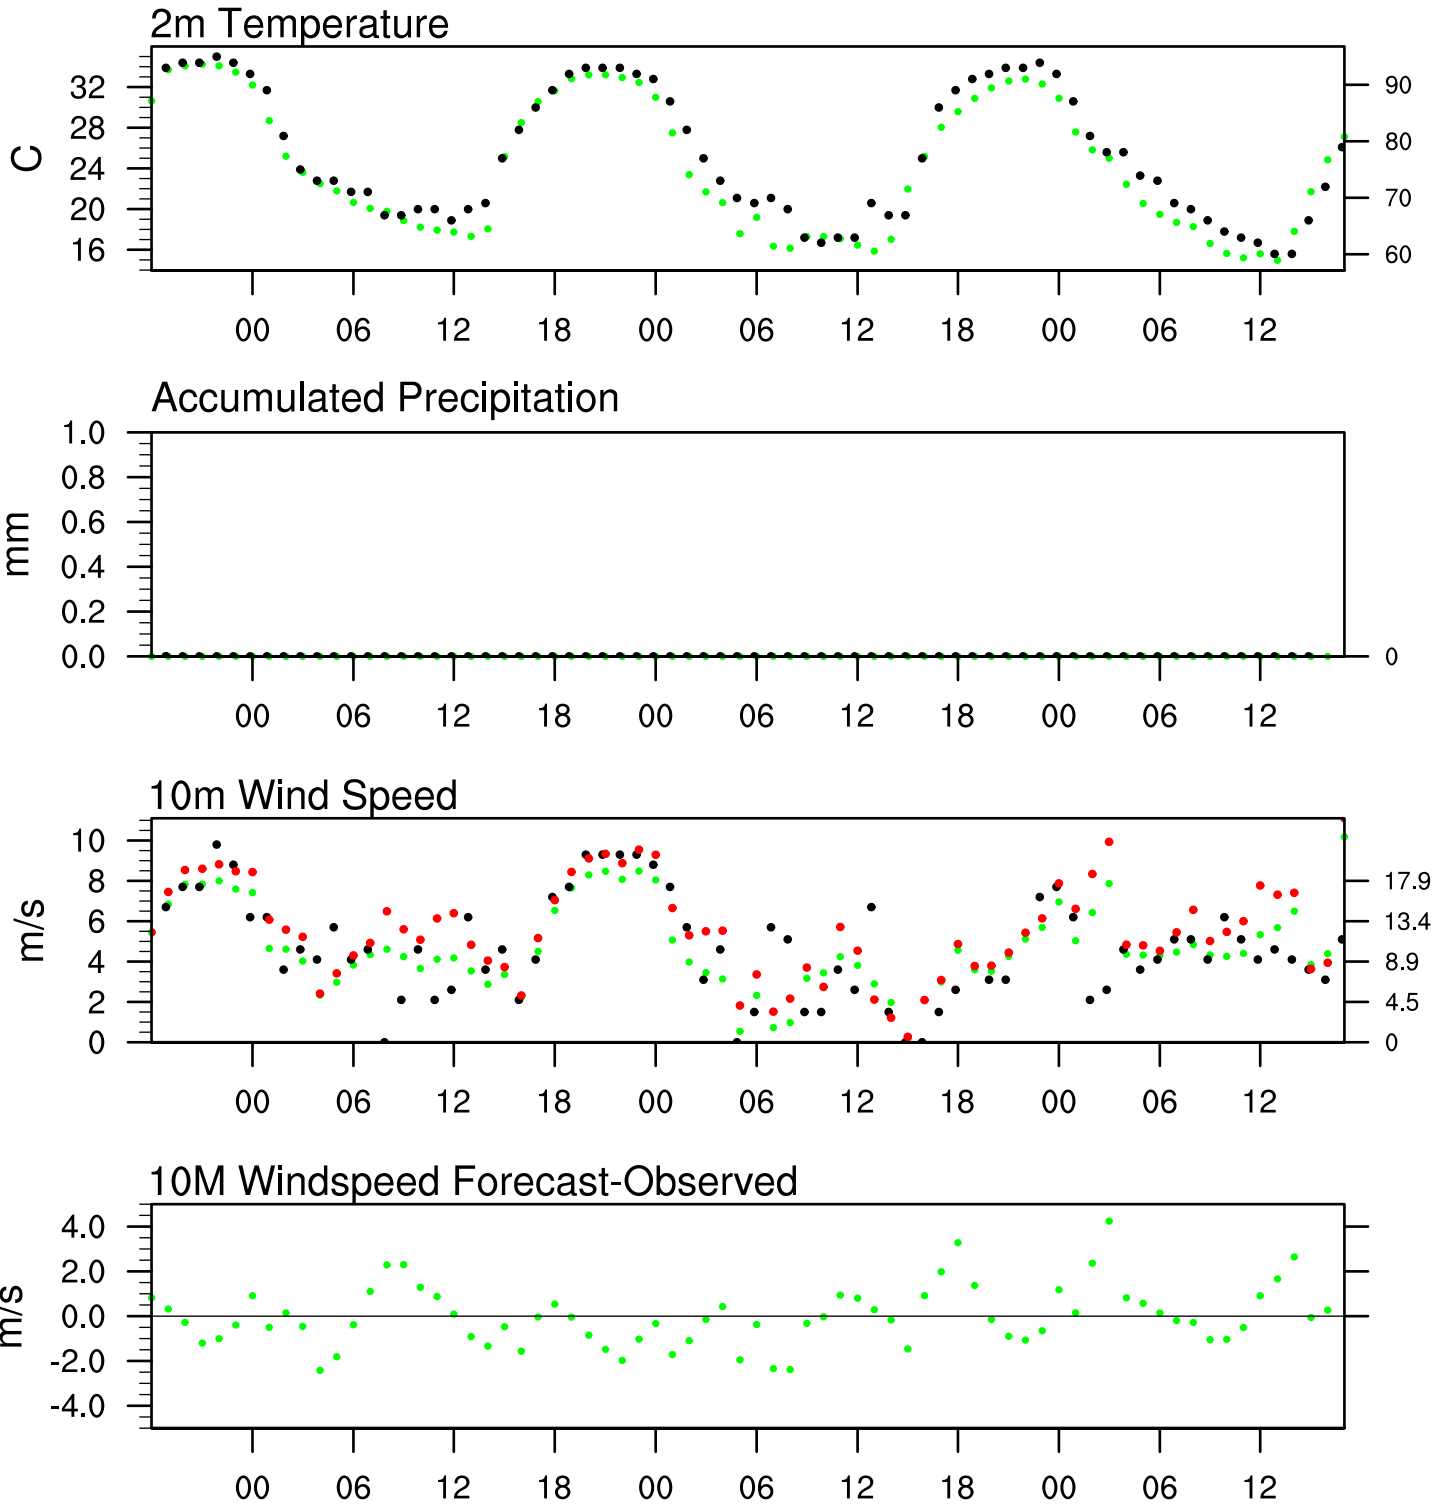 2m Temperature
C
32
28
24
20
16
90
80
70
60
00 06 12 18 00 06 12 18 00 06 12
Accumulated Precipitation
mm
1.0
0.8
0.6
0.4
0.2
0.0
0
00 06 12 18 00 06 12 18 00 06 12
10m Wind Speed
m/s
10
8
6
4
2
0
17.9
13.4
8.9
4.5
0
00 06 12 18 00 06 12 18 00 06 12
10M Windspeed Forecast-Observed
m/s
4.0
2.0
0.0
-2.0
-4.0
00 06 12 18 00 06 12 18 00 06 12